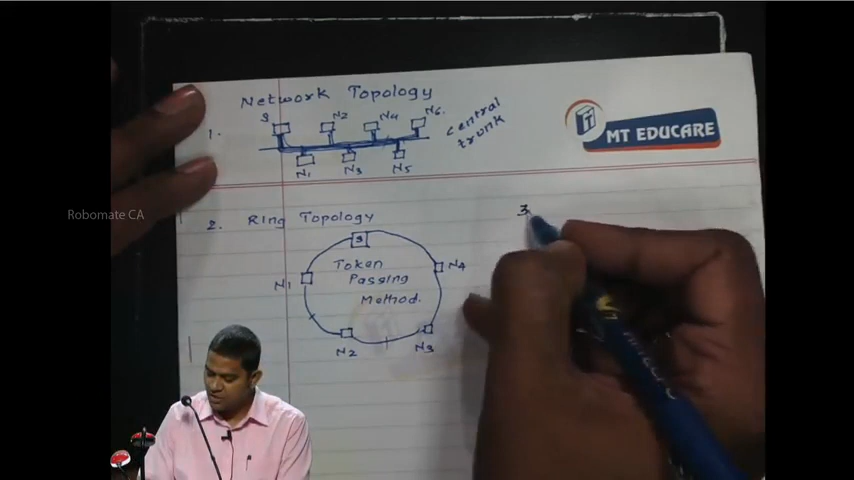 Network Topology
1.
S
N2
N4
N6.
central
trunk
N1
N3
N5
MT EDUCARE
Robomate CA
2. Ring Topology
3
S
Token
Passing
Method.
N1
N4
N2
N3